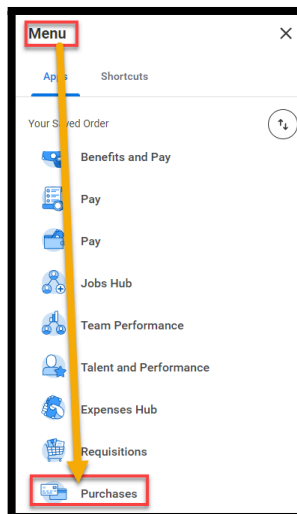 Menu
Apps
Shortcuts
Your Saved Order
Benefits and Pay
Pay
Pay
Jobs Hub
Team Performance
Talent and Performance
Expenses Hub
Requisitions
Purchases